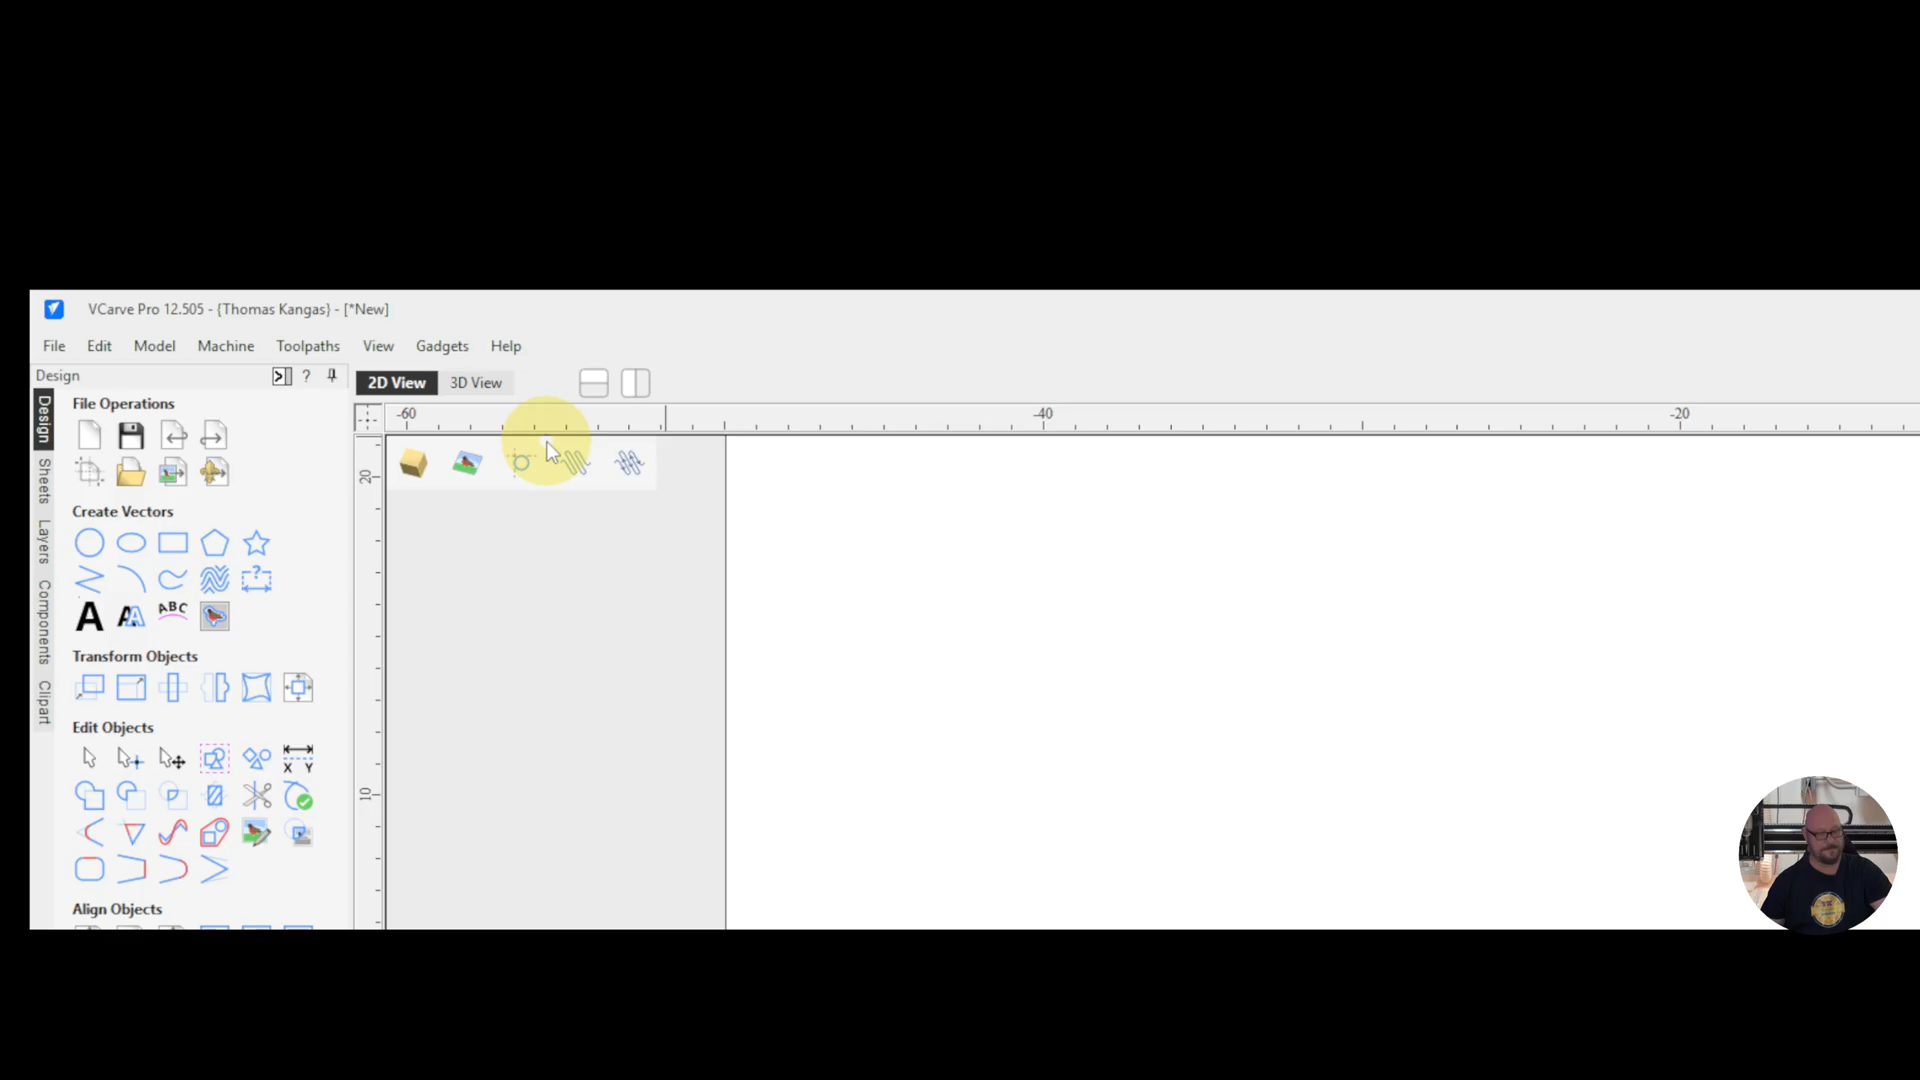 VCarve Pro 12.505 - {Thomas Kangas} - [*New]
File Edit Model Machine Toolpaths View Gadgets Help
Design
?
2D View 3D View
-60 -40 -20
20
10
Design
Sheets
Layers
Components
Clipart
File Operations
Create Vectors
?
A AA ABC
Transform Objects
Edit Objects
X Y
Align Objects